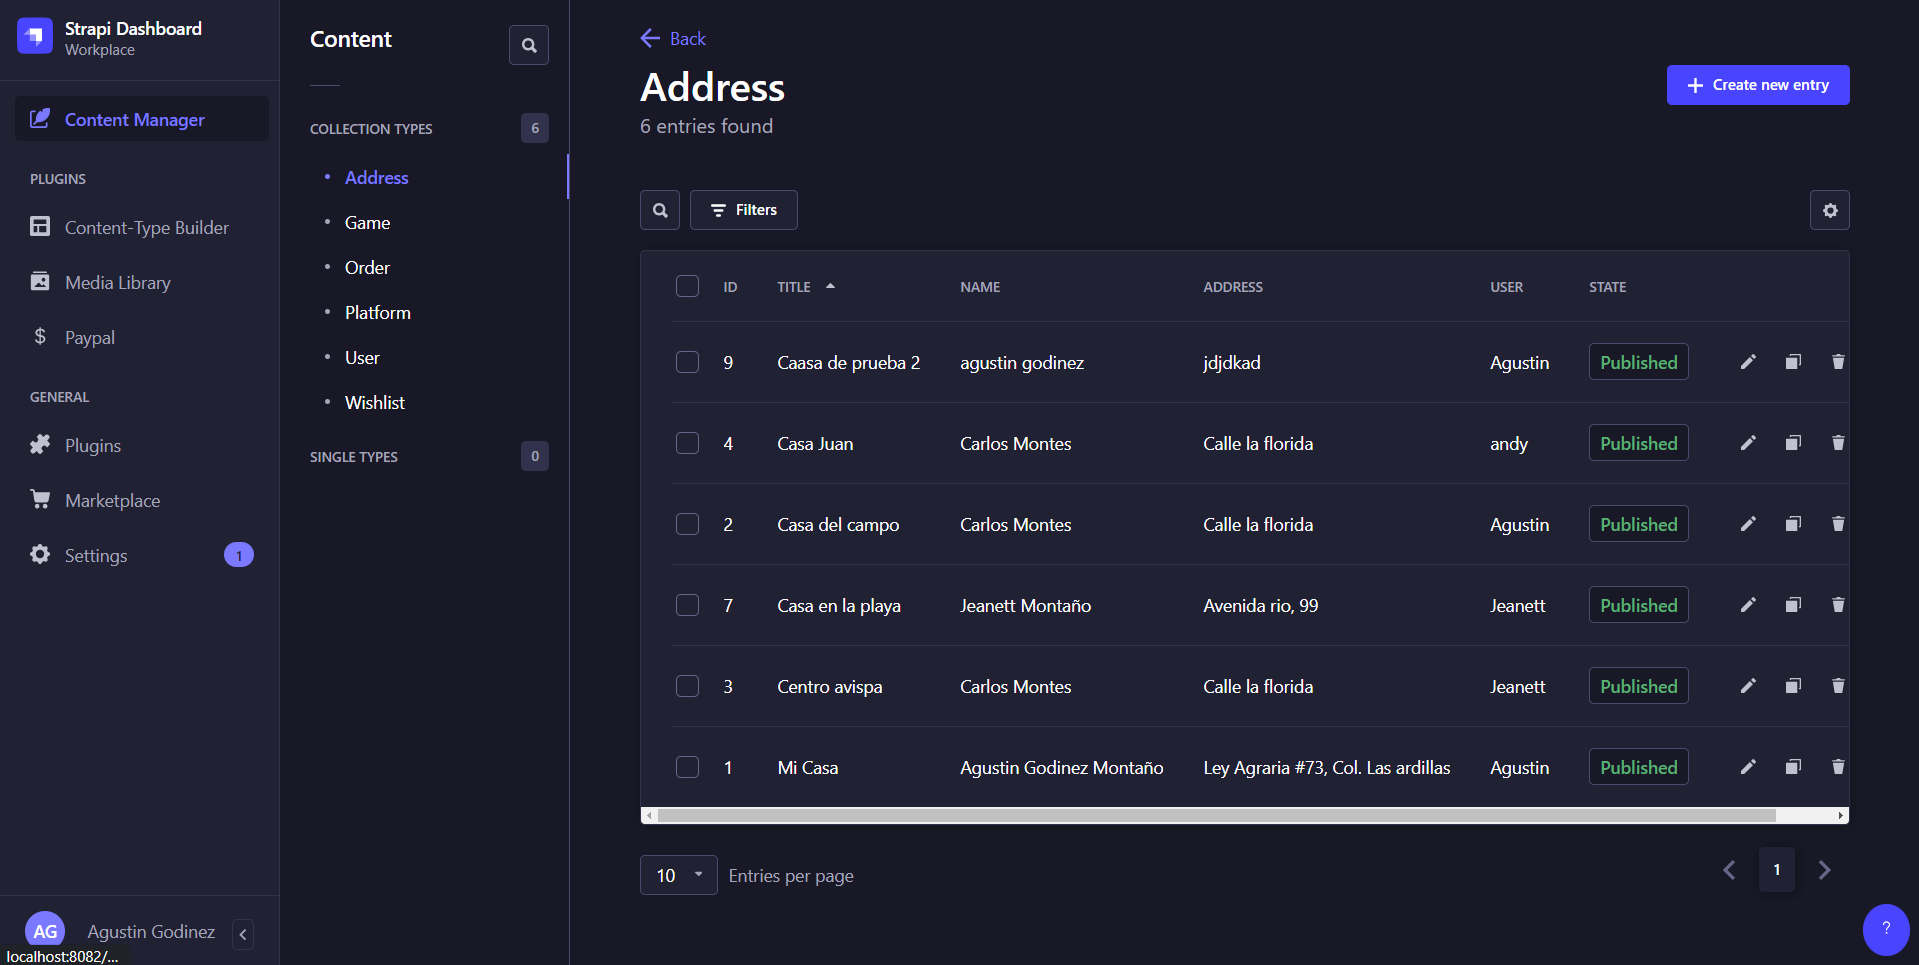 Strapi Dashboard
Workplace
Content Manager
PLUGINS
Content-Type Builder
Media Library
Paypal
GENERAL
Plugins
Marketplace
Settings
1
AG
Agustin Godinez
localhost:8082/...
Content
COLLECTION TYPES
6
Address
Game
Order
Platform
User
Wishlist
SINGLE TYPES
0
Back
Address
6 entries found
Create new entry
Filters
ID TITLE NAME ADDRESS USER STATE
9 Caasa de prueba 2 agustin godinez jdjdkad Agustin Published
4 Casa Juan Carlos Montes Calle la florida andy Published
2 Casa del campo Carlos Montes Calle la florida Agustin Published
7 Casa en la playa Jeanett Montaño Avenida rio, 99 Jeanett Published
3 Centro avispa Carlos Montes Calle la florida Jeanett Published
1 Mi Casa Agustin Godinez Montaño Ley Agraria #73, Col. Las ardillas Agustin Published
10 Entries per page
1
?